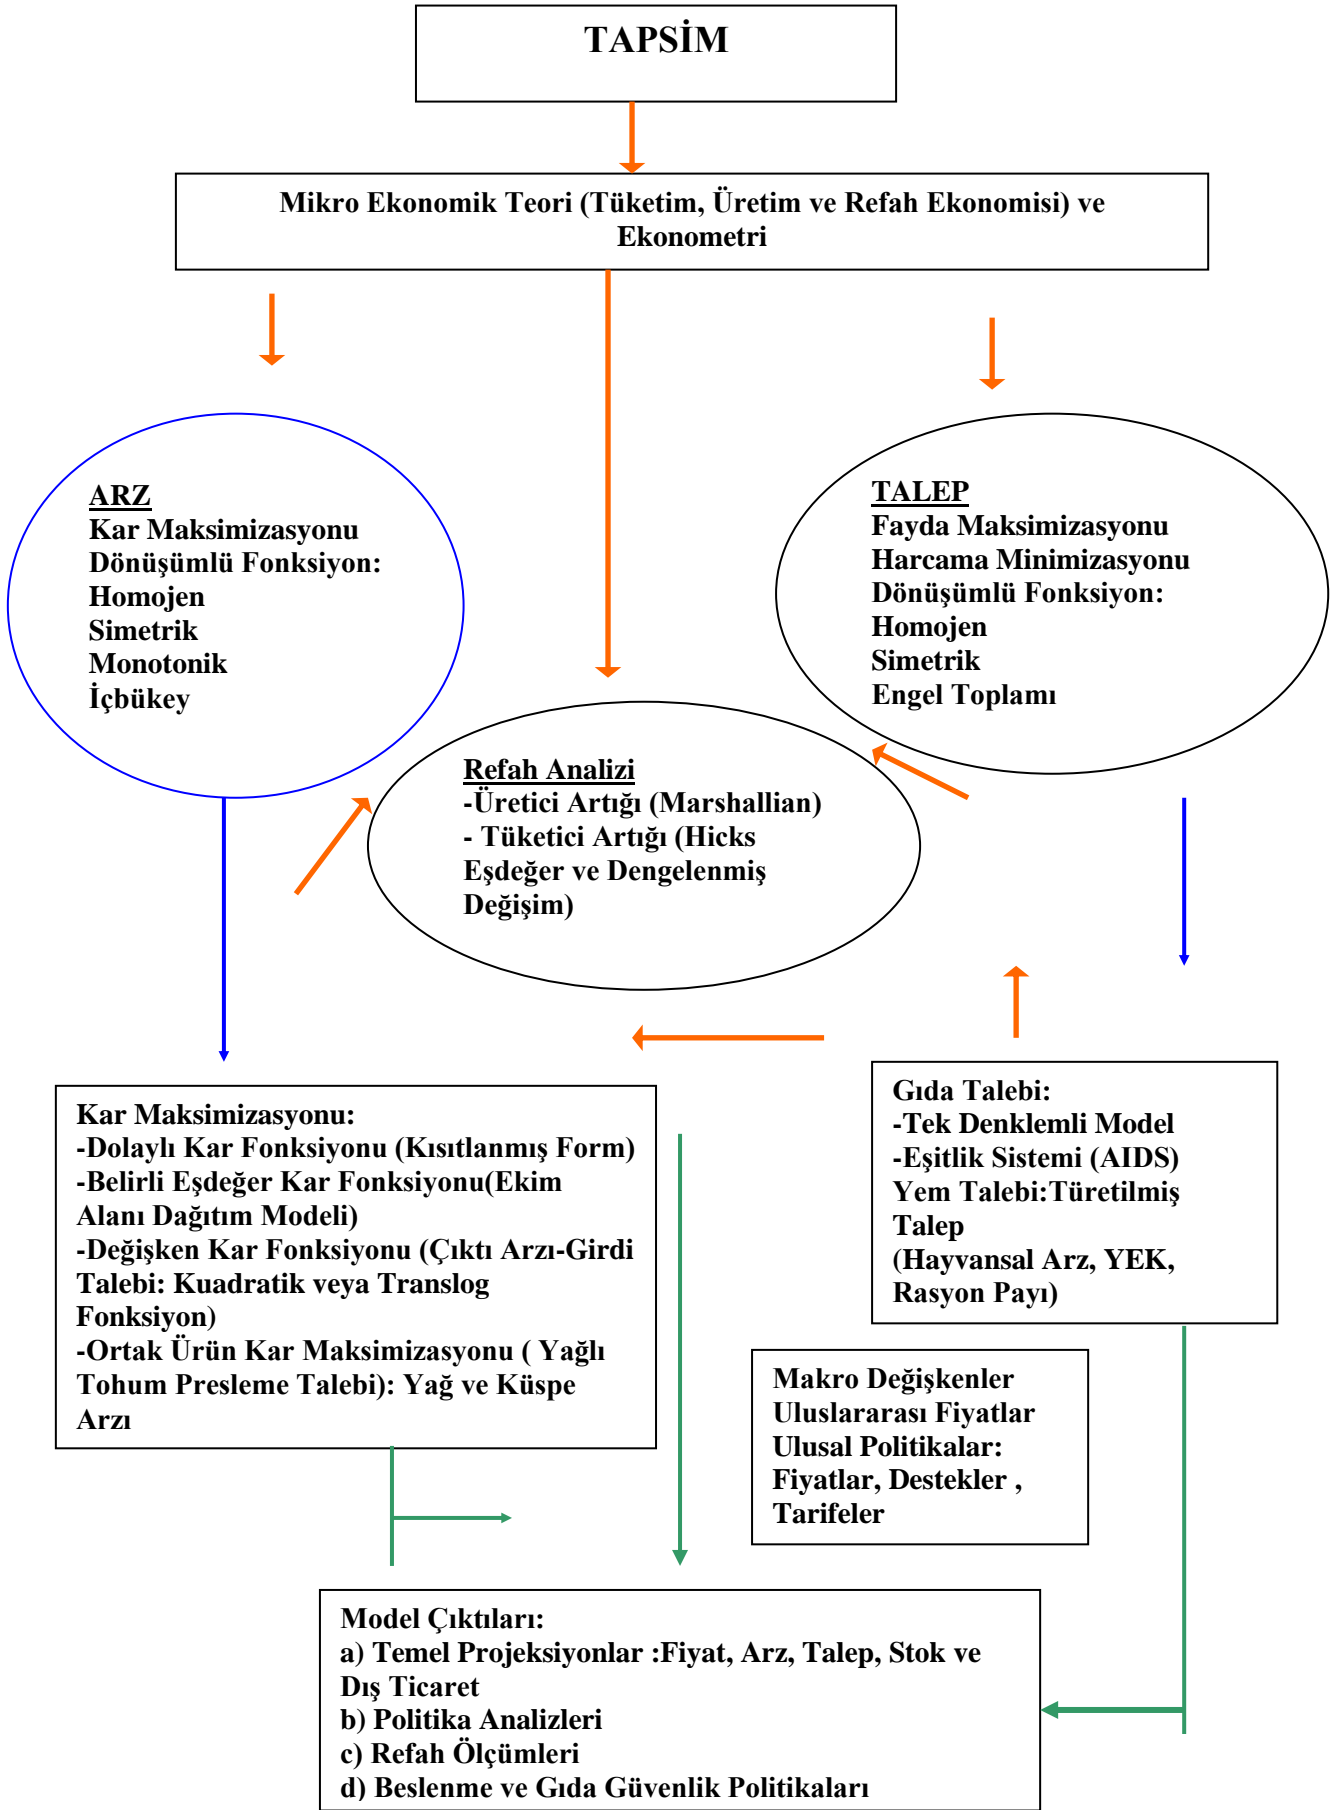 TAPSİM
Mikro Ekonomik Teori (Tüketim, Üretim ve Refah Ekonomisi) ve
Ekonometri
ARZ
Kar Maksimizasyonu
Dönüşümlü Fonksiyon:
Homojen
Simetrik
Monotonik
İçbükey
TALEP
Fayda Maksimizasyonu
Harcama Minimizasyonu
Dönüşümlü Fonksiyon:
Homojen
Simetrik
Engel Toplamı
Refah Analizi
-Üretici Artığı (Marshallian)
- Tüketici Artığı (Hicks
Eşdeğer ve Dengelenmiş
Değişim)
Kar Maksimizasyonu:
-Dolaylı Kar Fonksiyonu (Kısıtlanmış Form)
-Belirli Eşdeğer Kar Fonksiyonu(Ekim
Alanı Dağıtım Modeli)
-Değişken Kar Fonksiyonu (Çıktı Arzı-Girdi
Talebi: Kuadratik veya Translog
Fonksiyon)
-Ortak Ürün Kar Maksimizasyonu ( Yağlı
Tohum Presleme Talebi): Yağ ve Küspe
Arzı
Gıda Talebi:
-Tek Denklemli Model
-Eşitlik Sistemi (AIDS)
Yem Talebi:Türetilmiş
Talep
(Hayvansal Arz, YEK,
Rasyon Payı)
Makro Değişkenler
Uluslararası Fiyatlar
Ulusal Politikalar:
Fiyatlar, Destekler ,
Tarifeler
Model Çıktıları:
a) Temel Projeksiyonlar :Fiyat, Arz, Talep, Stok ve
Dış Ticaret
b) Politika Analizleri
c) Refah Ölçümleri
d) Beslenme ve Gıda Güvenlik Politikaları